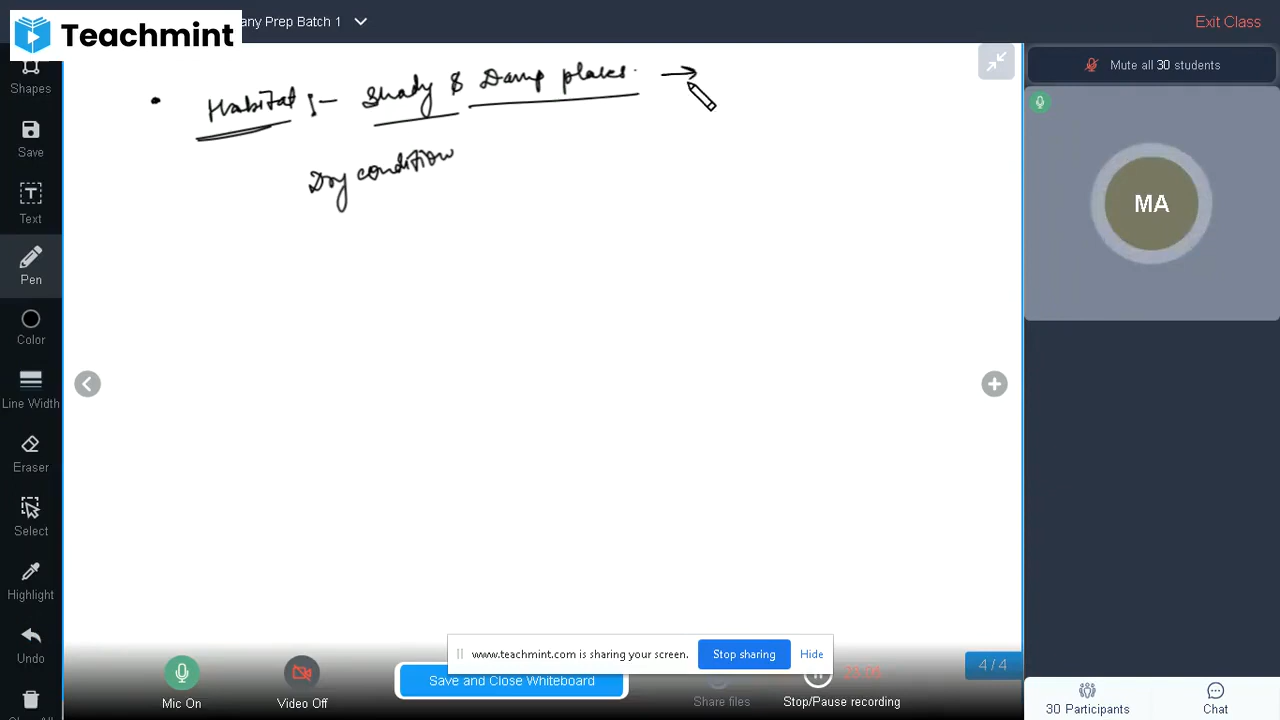 Teachmint
any Prep Batch 1
Exit Class
Shapes
Save
Text
Pen
Color
Line Width
Eraser
Select
Highlight
Undo
• Habitat :- Shady & Damp places. →
Dry condition
Mute all 30 students
MA
www.teachmint.com is sharing your screen. Stop sharing Hide
4 / 4
Mic On
Video Off
Save and Close Whiteboard
Share files
Stop/Pause recording
30 Participants
Chat